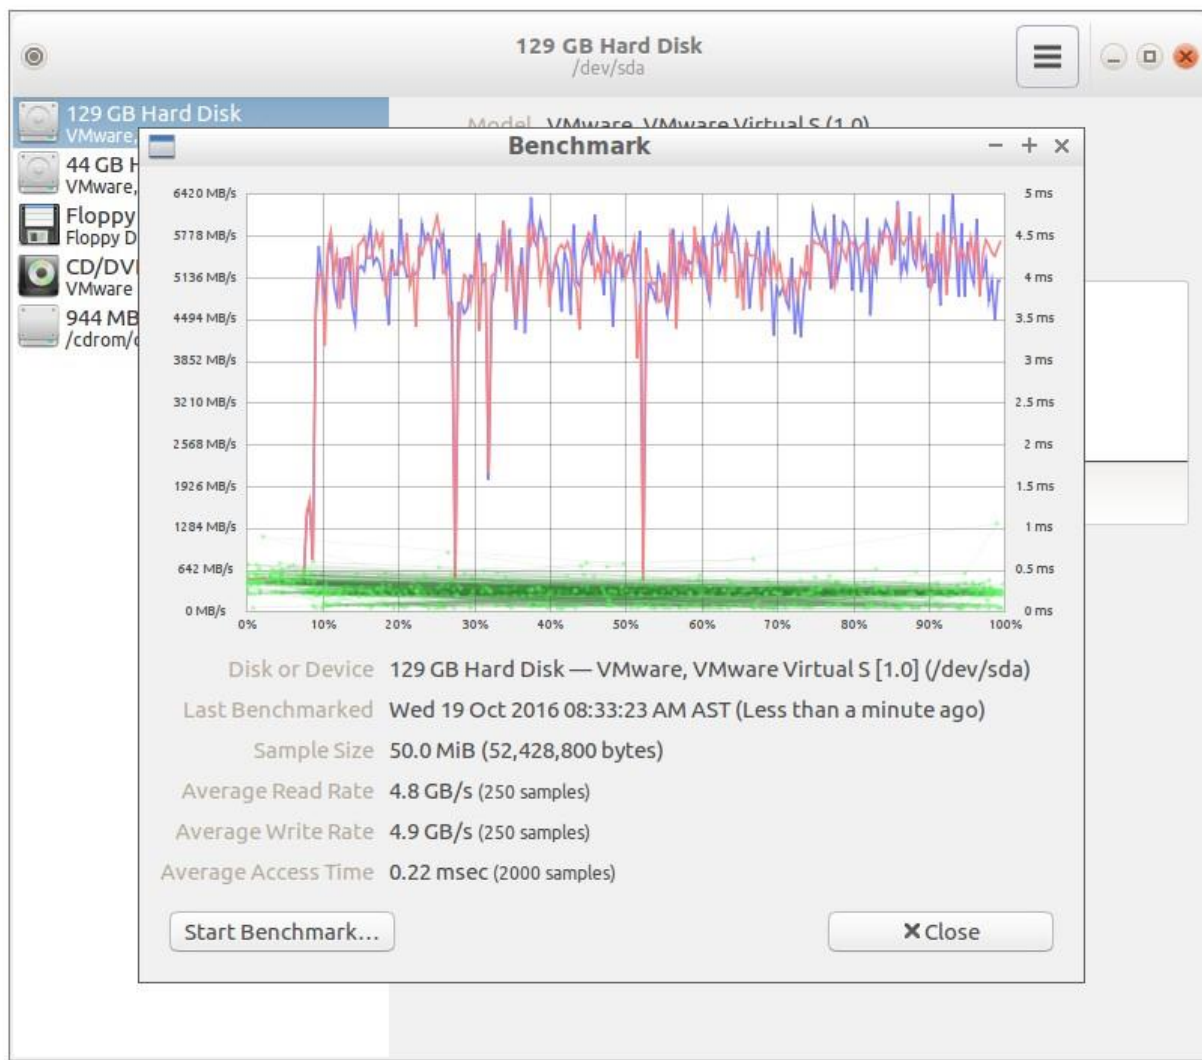 129 GB Hard Disk
/dev/sda
129 GB Hard Disk
VMware,
Model VMware, VMware Virtual S (1.0)
44 GB H
VMware,
Floppy
Floppy D
CD/DV
VMware
944 MB
/cdrom/
Benchmark
6420 MB/s
5 ms
5778 MB/s
4.5 ms
5136 MB/s
4 ms
4494 MB/s
3.5 ms
3852 MB/s
3 ms
3210 MB/s
2.5 ms
2568 MB/s
2 ms
1926 MB/s
1.5 ms
1284 MB/s
1 ms
642 MB/s
0.5 ms
0 MB/s
0 ms
0% 10% 20% 30% 40% 50% 60% 70% 80% 90% 100%
Disk or Device 129 GB Hard Disk — VMware, VMware Virtual S [1.0] (/dev/sda)
Last Benchmarked Wed 19 Oct 2016 08:33:23 AM AST (Less than a minute ago)
Sample Size 50.0 MiB (52,428,800 bytes)
Average Read Rate 4.8 GB/s (250 samples)
Average Write Rate 4.9 GB/s (250 samples)
Average Access Time 0.22 msec (2000 samples)
Start Benchmark...
Close